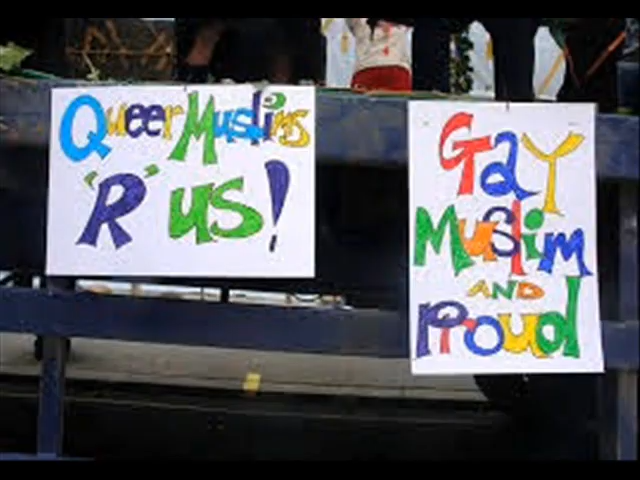 Queer Muslims
'R' US!
GAY
Muslim
AND
Proud